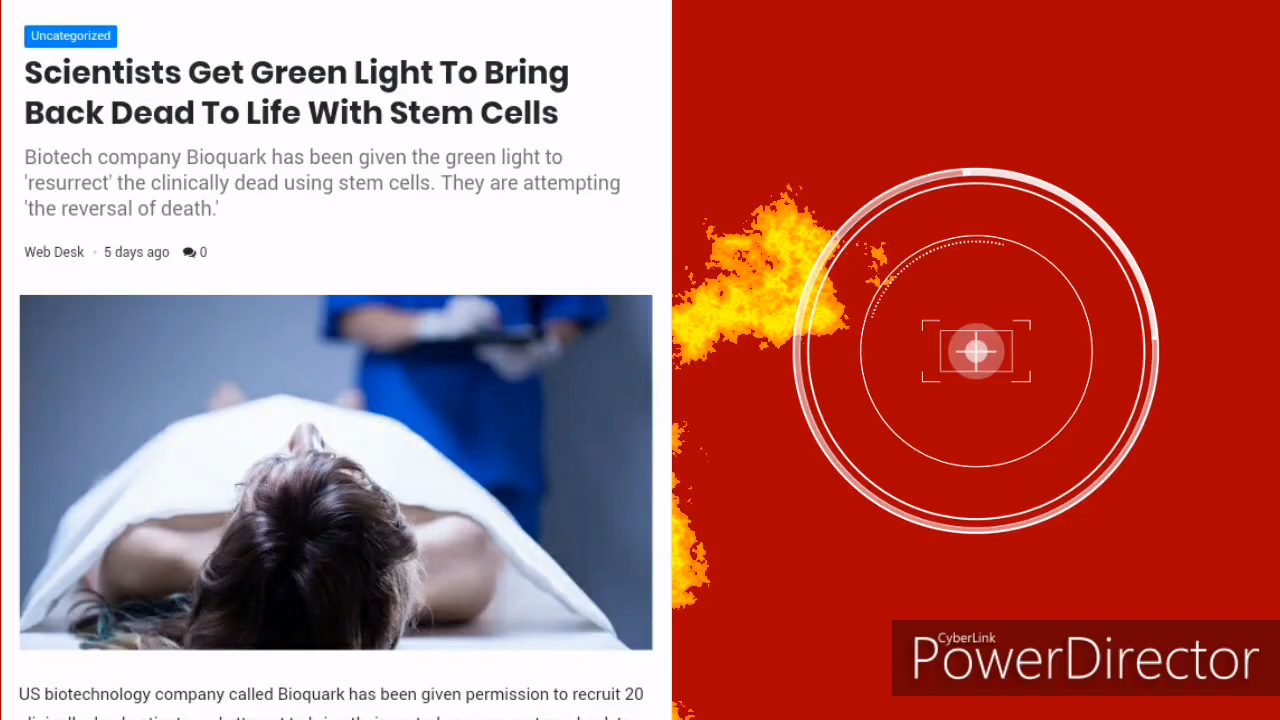 Uncategorized
Scientists Get Green Light To Bring
Back Dead To Life With Stem Cells
Biotech company Bioquark has been given the green light to
'resurrect' the clinically dead using stem cells. They are attempting
'the reversal of death.'
Web Desk • 5 days ago 0
US biotechnology company called Bioquark has been given permission to recruit 20
CyberLink
PowerDirector